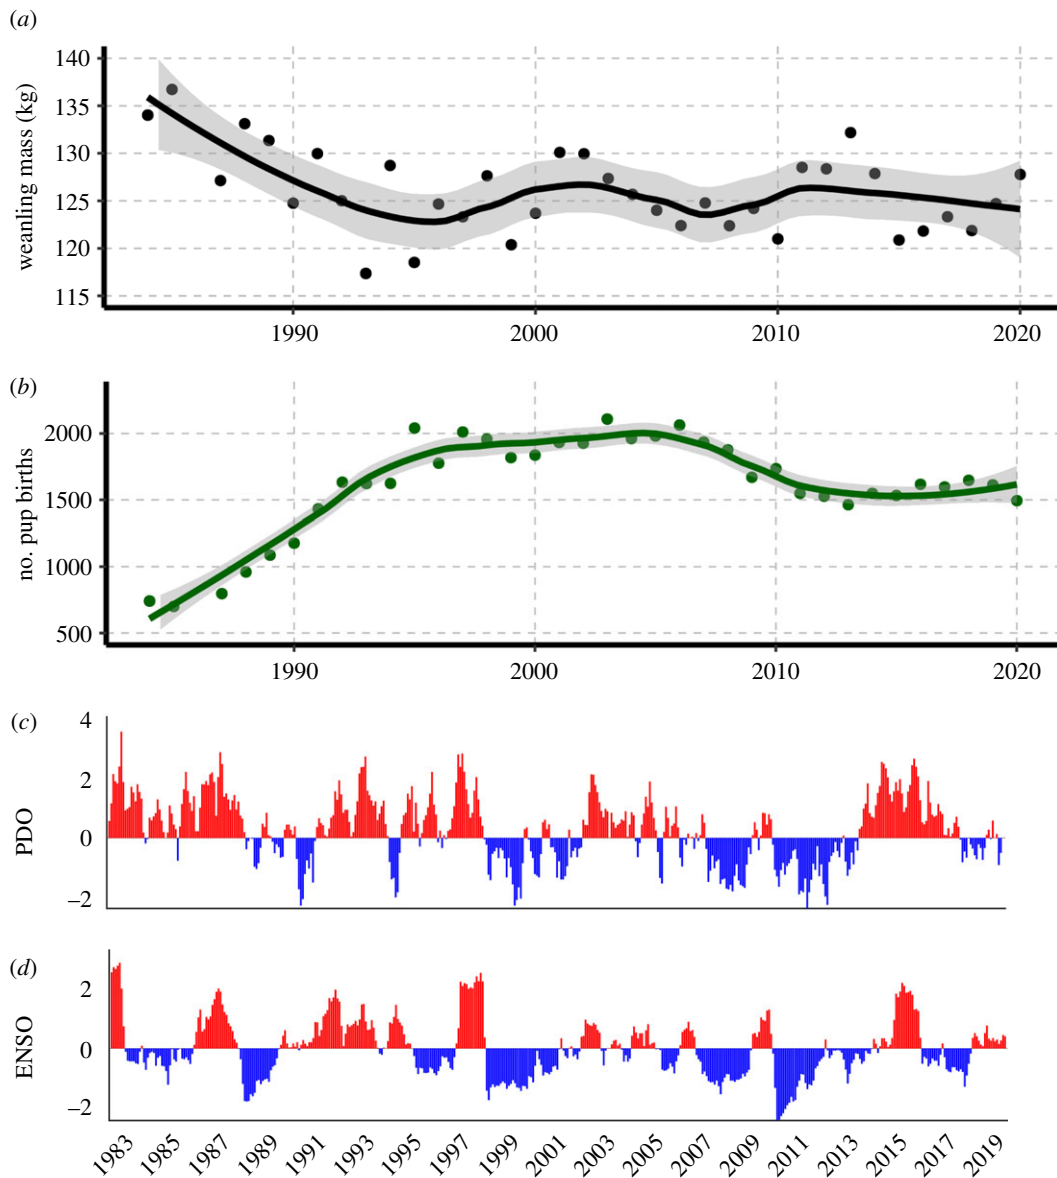 (a)
140
135
130
125
120
115
weanling mass (kg)
1990 2000 2010 2020
(b)
2000
1500
1000
500
no. pup births
1990 2000 2010 2020
(c)
4
2
0
–2
PDO
(d)
2
0
–2
ENSO
1983 1985 1987 1989 1991 1993 1995 1997 1999 2001 2003 2005 2007 2009 2011 2013 2015 2017 2019